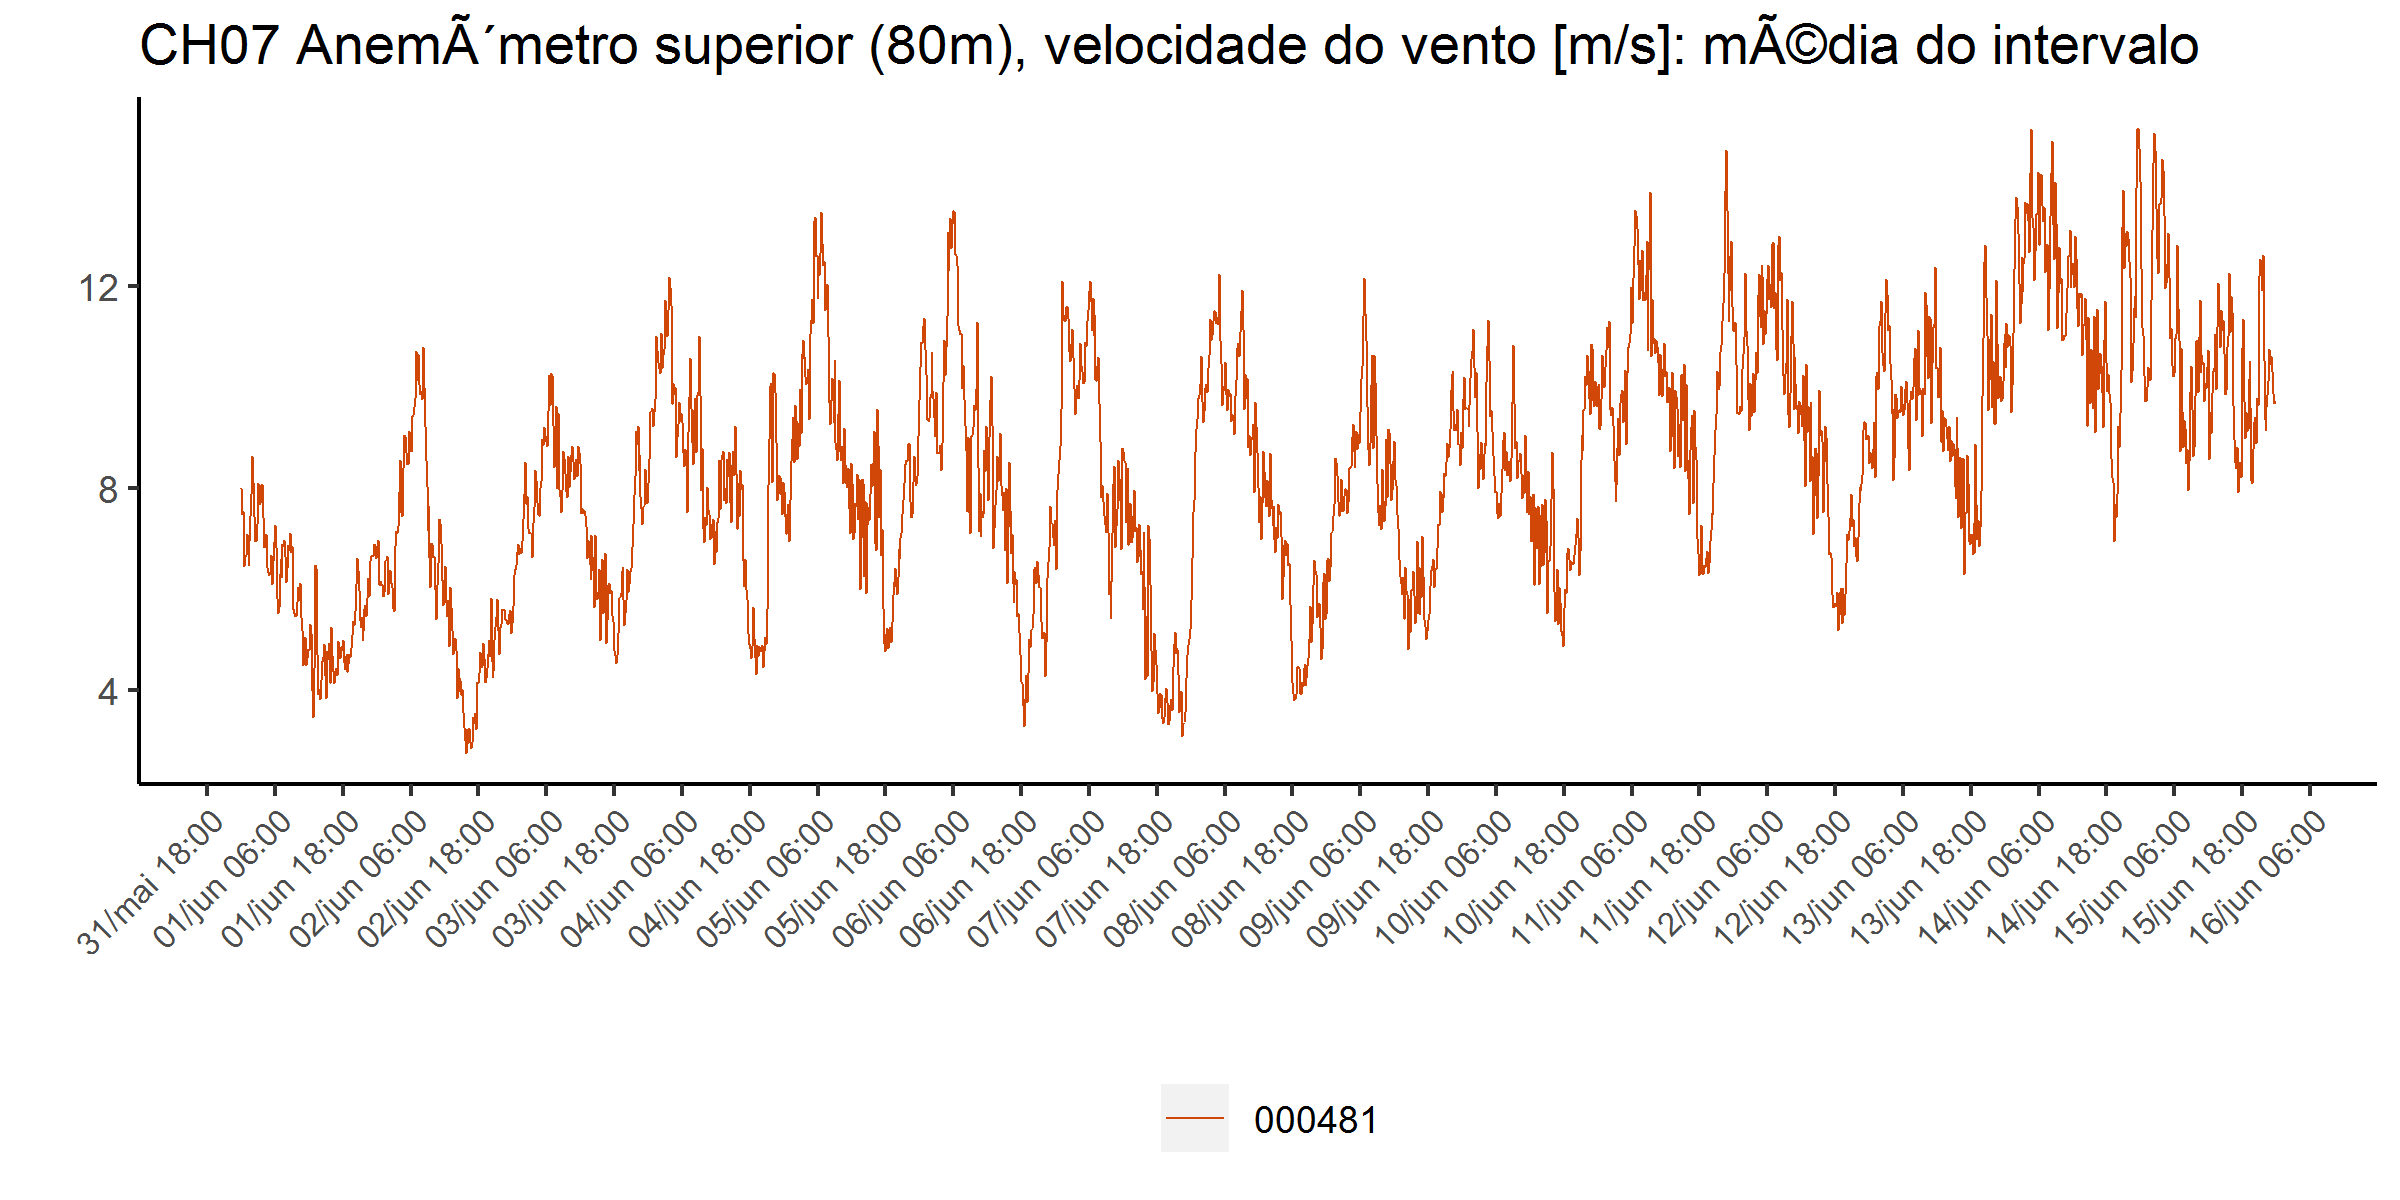 CH07 AnemÃ´metro superior (80m), velocidade do vento [m/s]: mÃ©dia do intervalo
12
8
4
31/mai 18:00
01/jun 06:00
01/jun 18:00
02/jun 06:00
02/jun 18:00
03/jun 06:00
03/jun 18:00
04/jun 06:00
04/jun 18:00
05/jun 06:00
05/jun 18:00
06/jun 06:00
06/jun 18:00
07/jun 06:00
07/jun 18:00
08/jun 06:00
08/jun 18:00
09/jun 06:00
09/jun 18:00
10/jun 06:00
10/jun 18:00
11/jun 06:00
11/jun 18:00
12/jun 06:00
12/jun 18:00
13/jun 06:00
13/jun 18:00
14/jun 06:00
14/jun 18:00
15/jun 06:00
15/jun 18:00
16/jun 06:00
000481